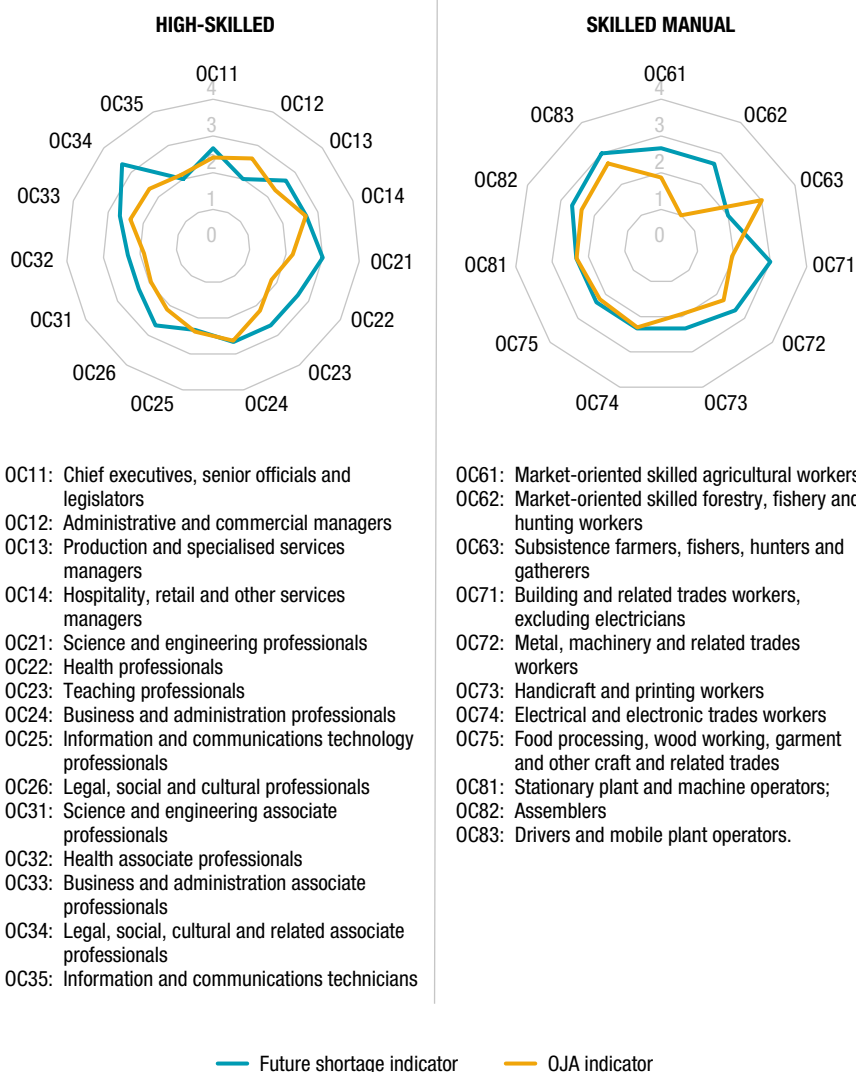 HIGH-SKILLED
OC11
OC12
OC13
OC14
OC21
OC22
OC23
OC24
OC25
OC26
OC31
OC32
OC33
OC34
OC35
4
3
2
1
0
OC11: Chief executives, senior officials and
legislators
OC12: Administrative and commercial managers
OC13: Production and specialised services
managers
OC14: Hospitality, retail and other services
managers
OC21: Science and engineering professionals
OC22: Health professionals
OC23: Teaching professionals
OC24: Business and administration professionals
OC25: Information and communications technology
professionals
OC26: Legal, social and cultural professionals
OC31: Science and engineering associate
professionals
OC32: Health associate professionals
OC33: Business and administration associate
professionals
OC34: Legal, social, cultural and related associate
professionals
OC35: Information and communications technicians
SKILLED MANUAL
OC61
OC62
OC63
OC71
OC72
OC73
OC74
OC75
OC81
OC82
OC83
4
3
2
1
0
OC61: Market-oriented skilled agricultural workers
OC62: Market-oriented skilled forestry, fishery and
hunting workers
OC63: Subsistence farmers, fishers, hunters and
gatherers
OC71: Building and related trades workers,
excluding electricians
OC72: Metal, machinery and related trades
workers
OC73: Handicraft and printing workers
OC74: Electrical and electronic trades workers
OC75: Food processing, wood working, garment
and other craft and related trades
OC81: Stationary plant and machine operators;
OC82: Assemblers
OC83: Drivers and mobile plant operators.
Future shortage indicator
OJA indicator